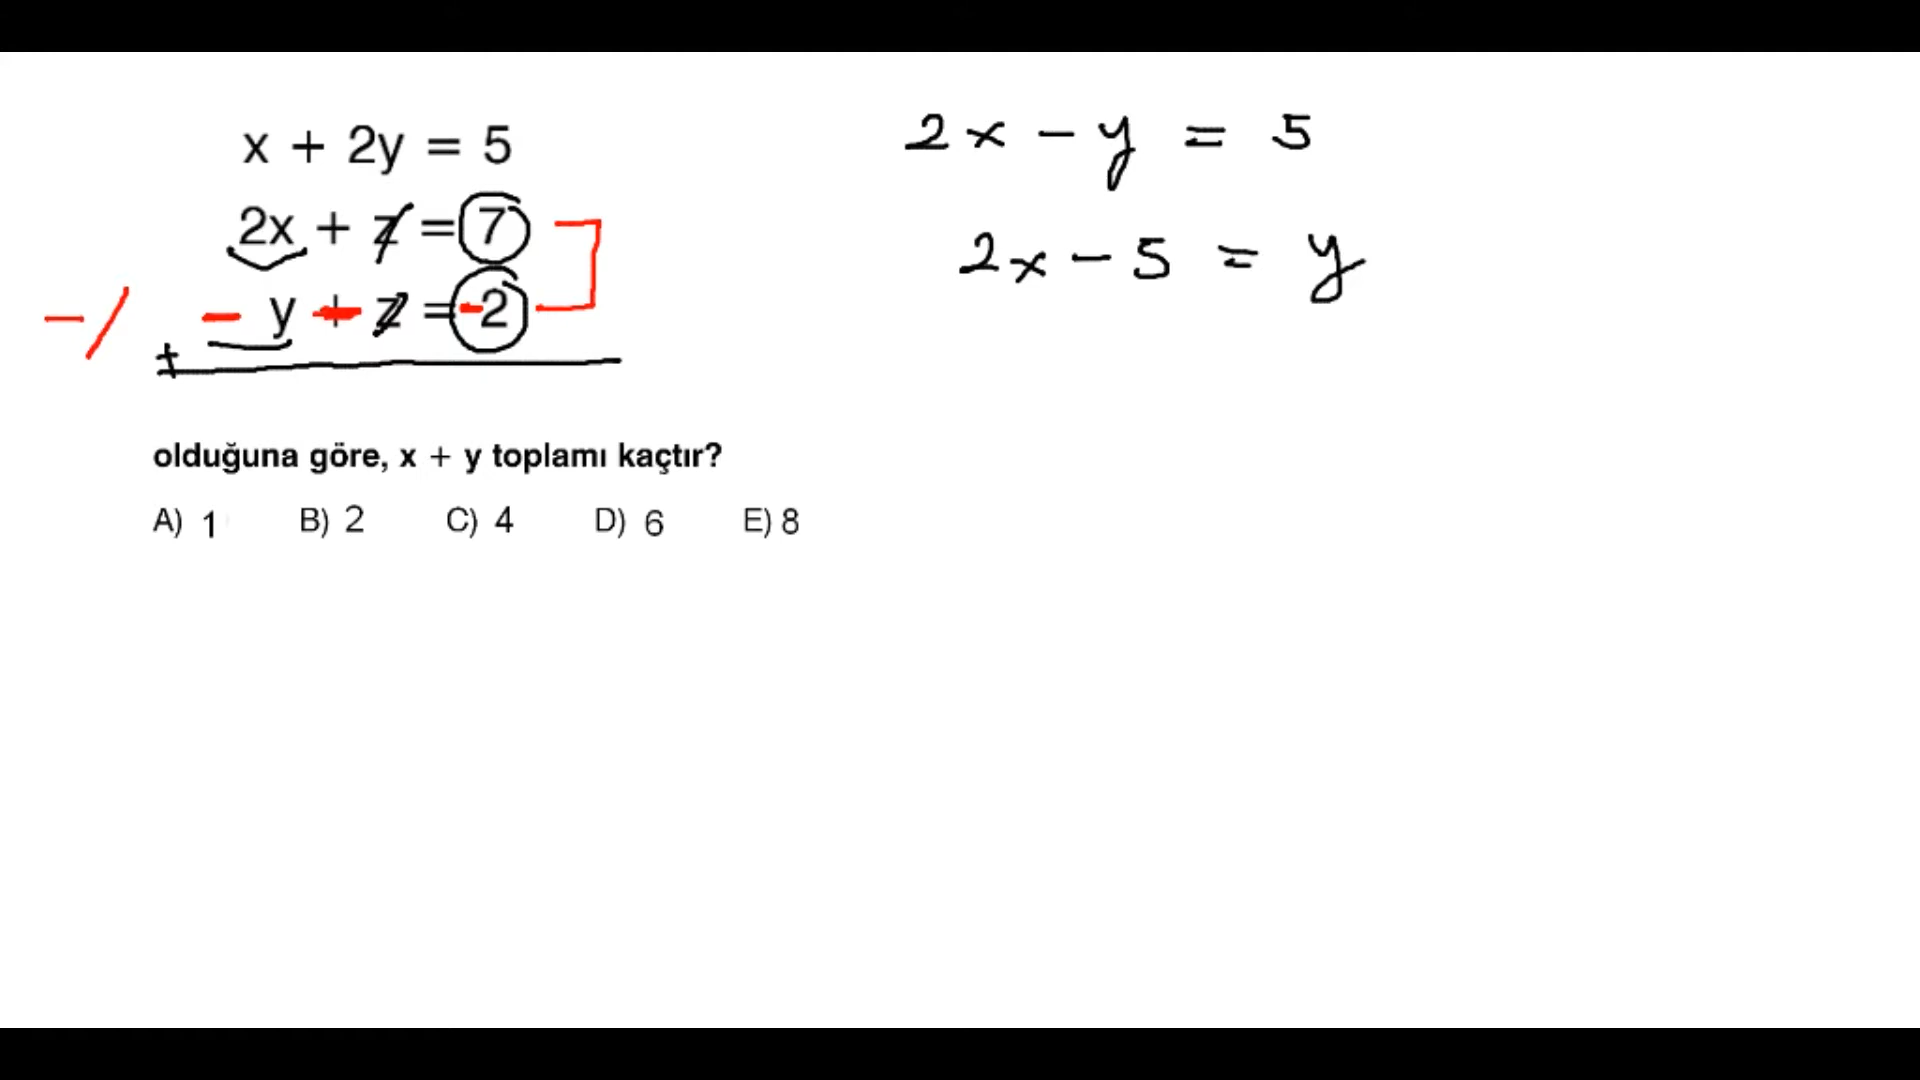 x + 2y = 5
2x + z = 7
-/ - y - z = -2
+
olduğuna göre, x + y toplamı kaçtır?
A) 1 B) 2 C) 4 D) 6 E) 8
2x - y = 5
2x - 5 = y